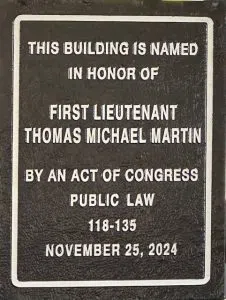 THIS BUILDING IS NAMED
IN HONOR OF
FIRST LIEUTENANT
THOMAS MICHAEL MARTIN
BY AN ACT OF CONGRESS
PUBLIC LAW
118-135
NOVEMBER 25, 2024